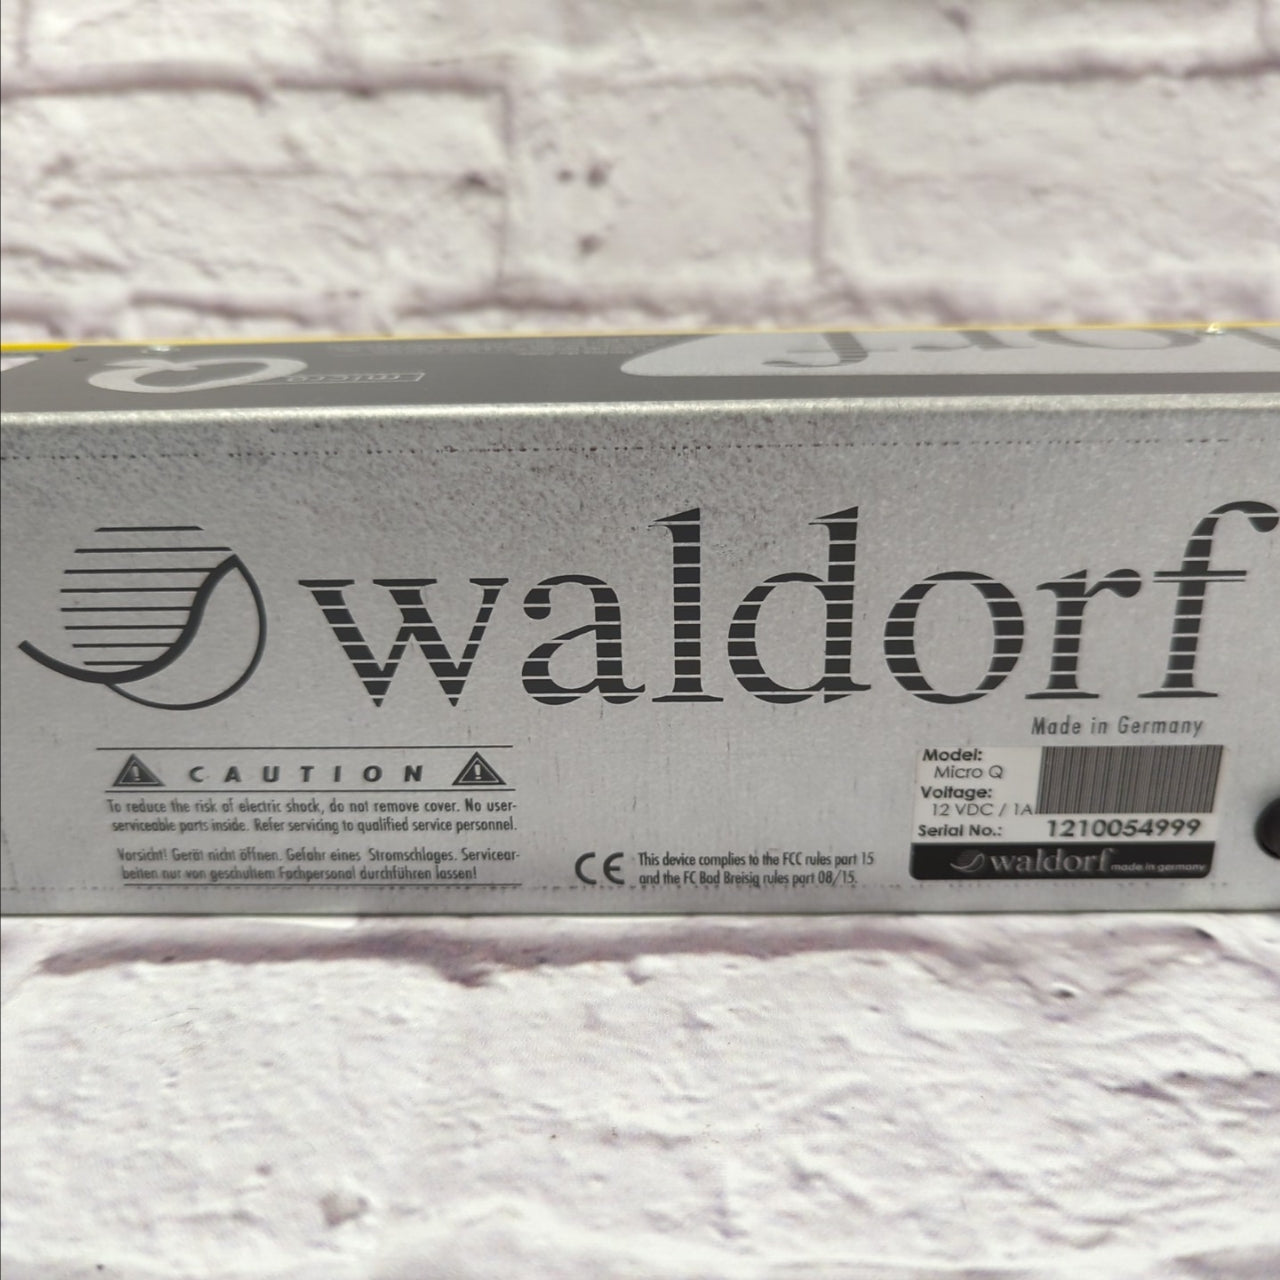 micro
waldorf
Made in Germany
CAUTION
To reduce the risk of electric shock, do not remove cover. No user-
serviceable parts inside. Refer servicing to qualified service personnel.
Vorsicht! Gerät nicht öffnen. Gefahr eines Stromschlages. Servicear-
beiten nur von geschultem Fachpersonal durchführen lassen!
CE
This device complies to the FCC rules part 15
and the FC Bad Breisig rules part 08/15.
Model:
Micro Q
Voltage:
12 VDC / 1A
Serial No.: 1210054999
waldorf made in germany